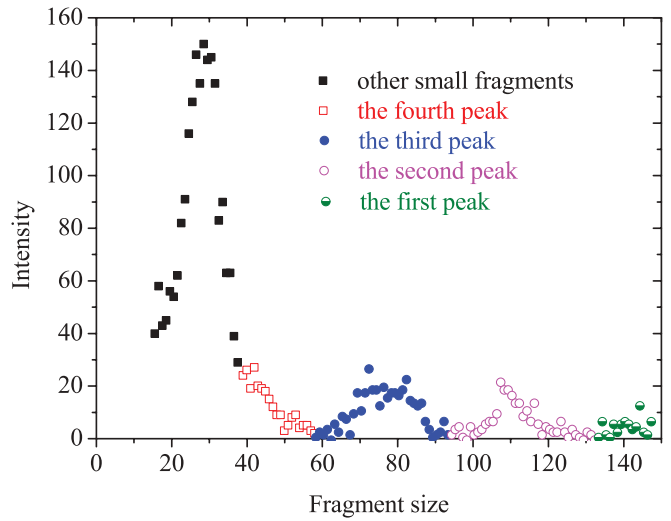 160
140
120
100
80
60
40
20
0
Intensity
other small fragments
the fourth peak
the third peak
the second peak
the first peak
0 20 40 60 80 100 120 140
Fragment size